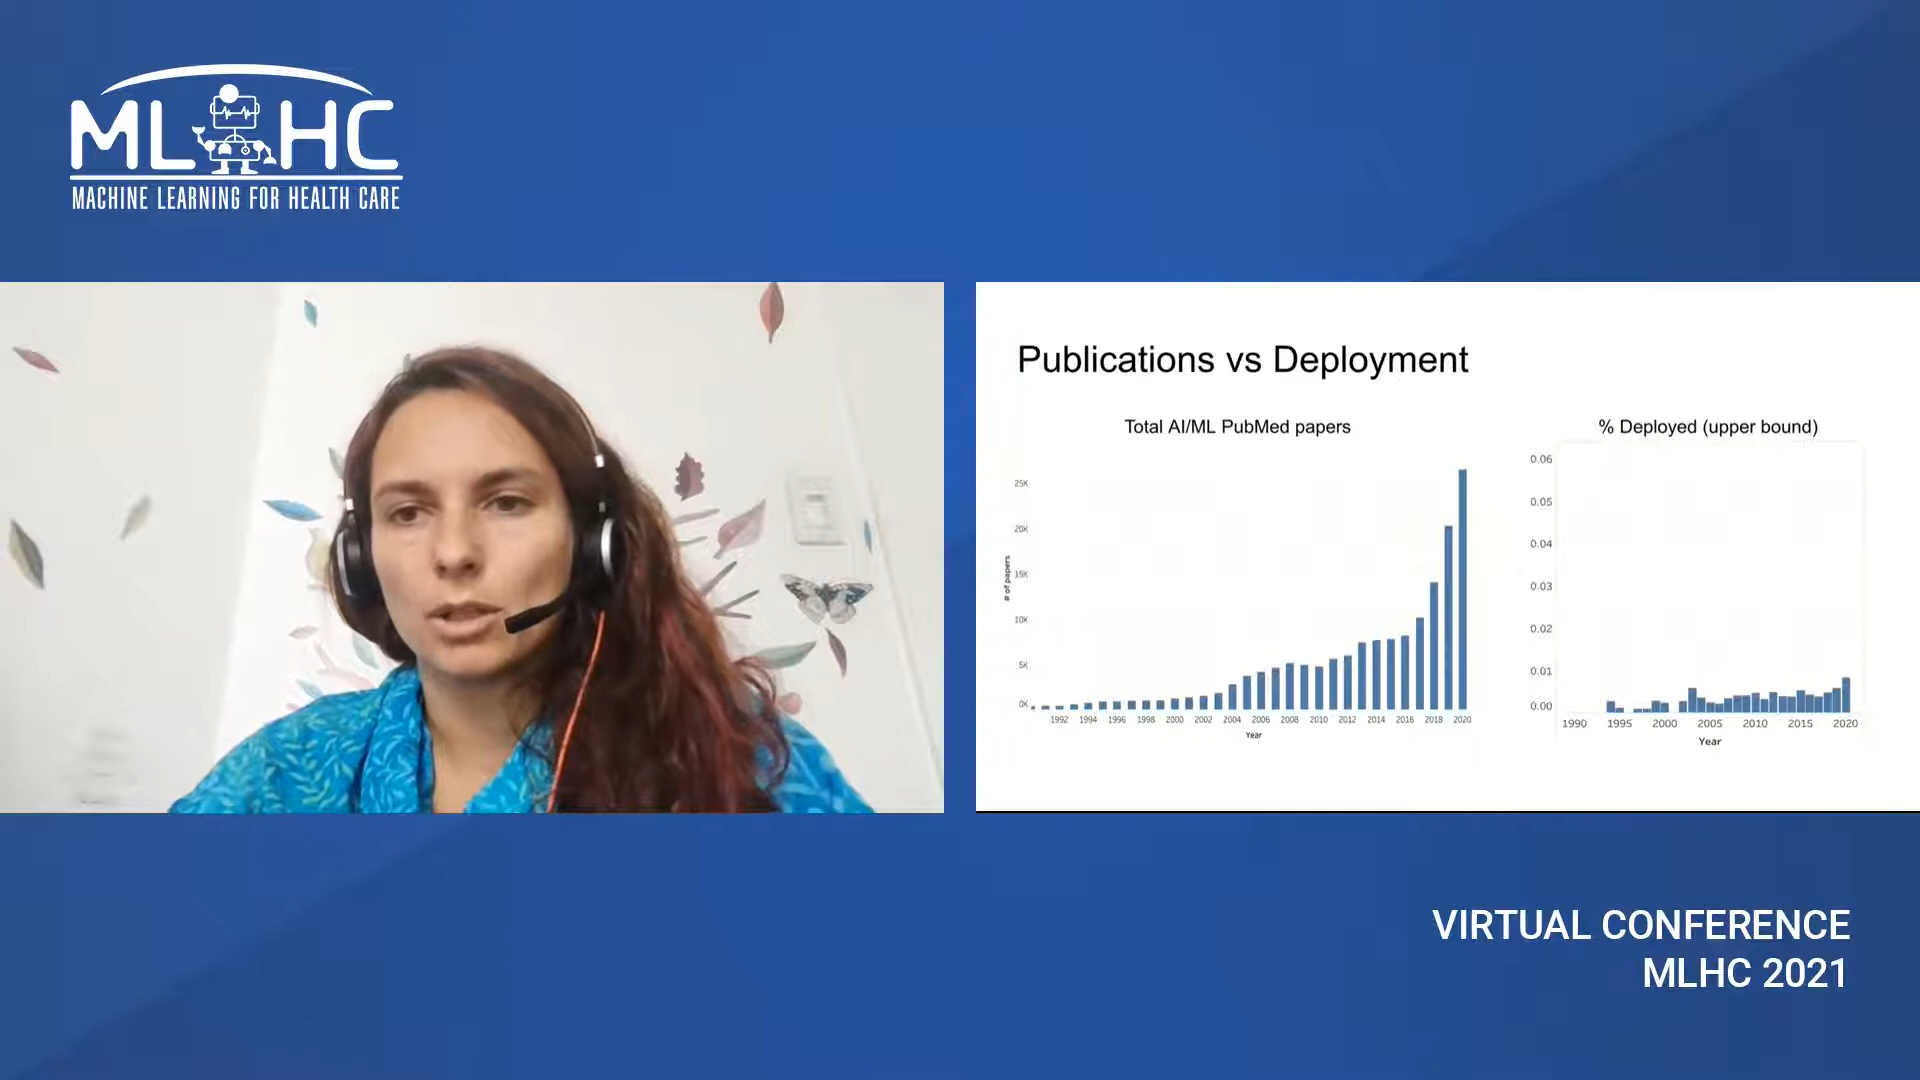 ML HC
MACHINE LEARNING FOR HEALTH CARE
Publications vs Deployment
Total AI/ML PubMed papers
25K
20K
15K
10K
5K
0K
# of papers
1992 1994 1996 1998 2000 2002 2004 2006 2008 2010 2012 2014 2016 2018 2020
Year
% Deployed (upper bound)
0.06
0.05
0.04
0.03
0.02
0.01
0.00
1990 1995 2000 2005 2010 2015 2020
Year
VIRTUAL CONFERENCE
MLHC 2021